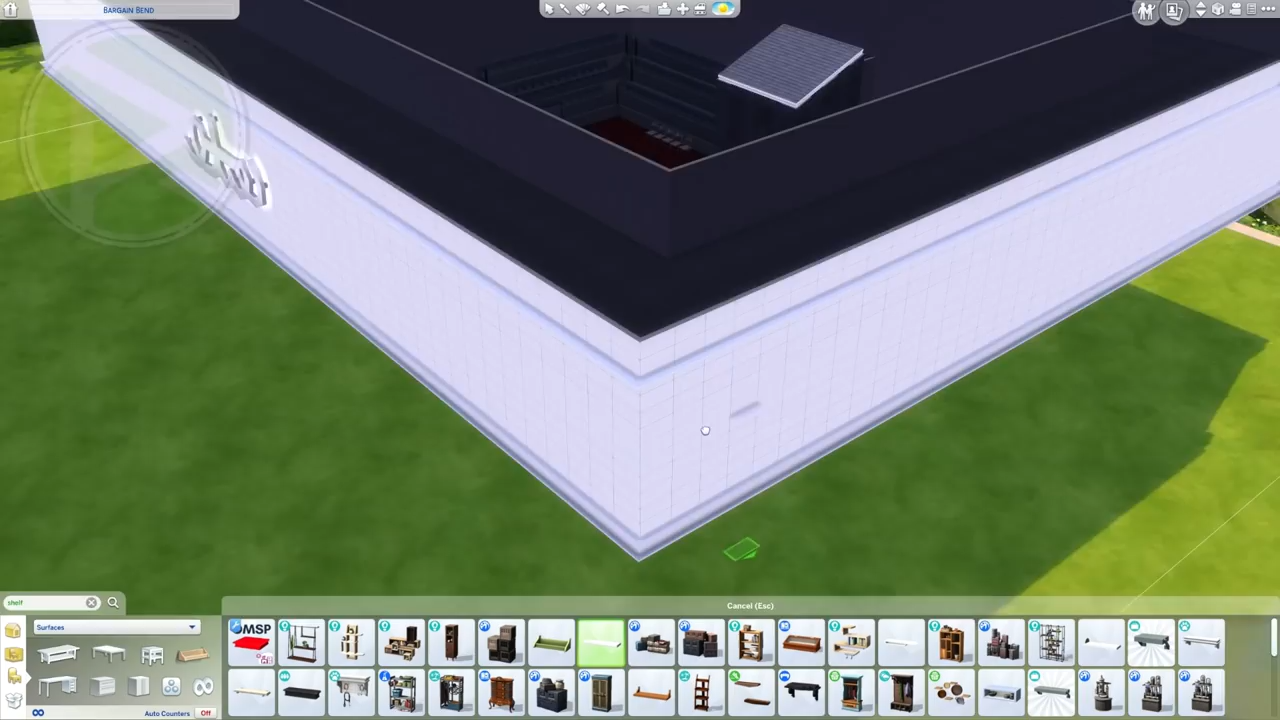 BARGAIN BEND
Cancel (Esc)
shelf
MSP
Surfaces
Auto Counters
Off